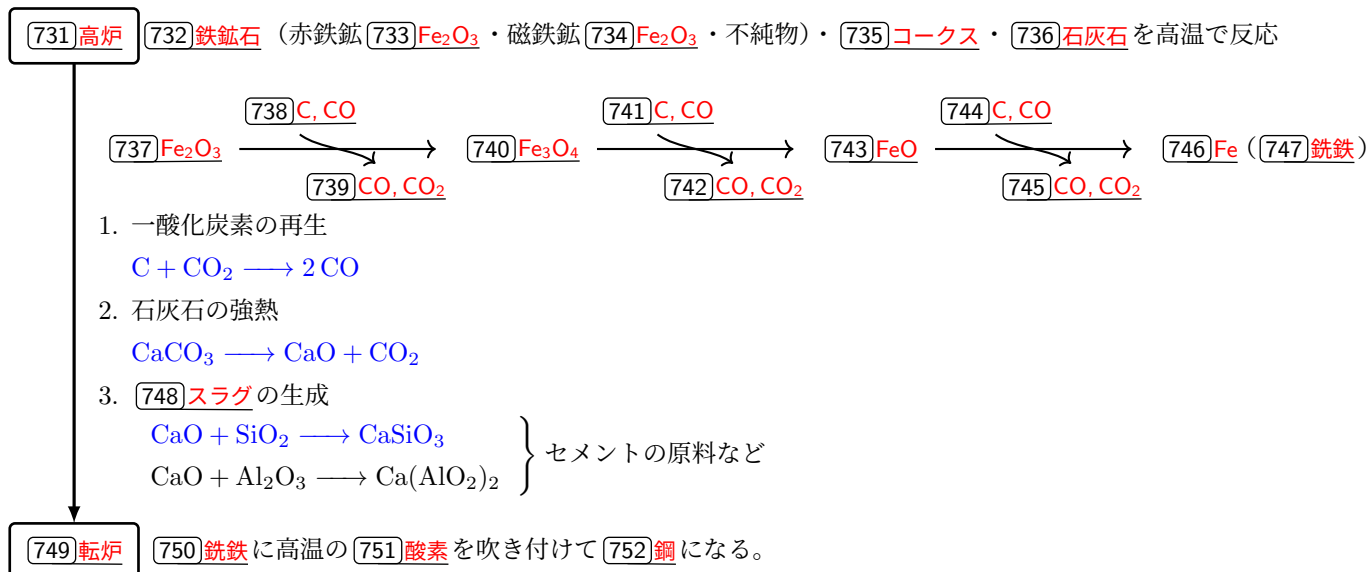 731 高炉 732 鉄鉱石 (赤鉄鉱 733 Fe₂O₃・磁鉄鉱 734 Fe₂O₃・不純物)・735 コークス・736 石灰石を高温で反応
738 C, CO 741 C, CO 744 C, CO
737 Fe₂O₃ 740 Fe₃O₄ 743 FeO 746 Fe (747 銑鉄)
739 CO, CO₂ 742 CO, CO₂ 745 CO, CO₂
1. 一酸化炭素の再生
C + CO₂ ⟶ 2 CO
2. 石灰石の強熱
CaCO₃ ⟶ CaO + CO₂
3. 748 スラグの生成
CaO + SiO₂ ⟶ CaSiO₃
CaO + Al₂O₃ ⟶ Ca(AlO₂)₂
セメントの原料など
749 転炉 750 銑鉄に高温の 751 酸素を吹き付けて 752 鋼になる。